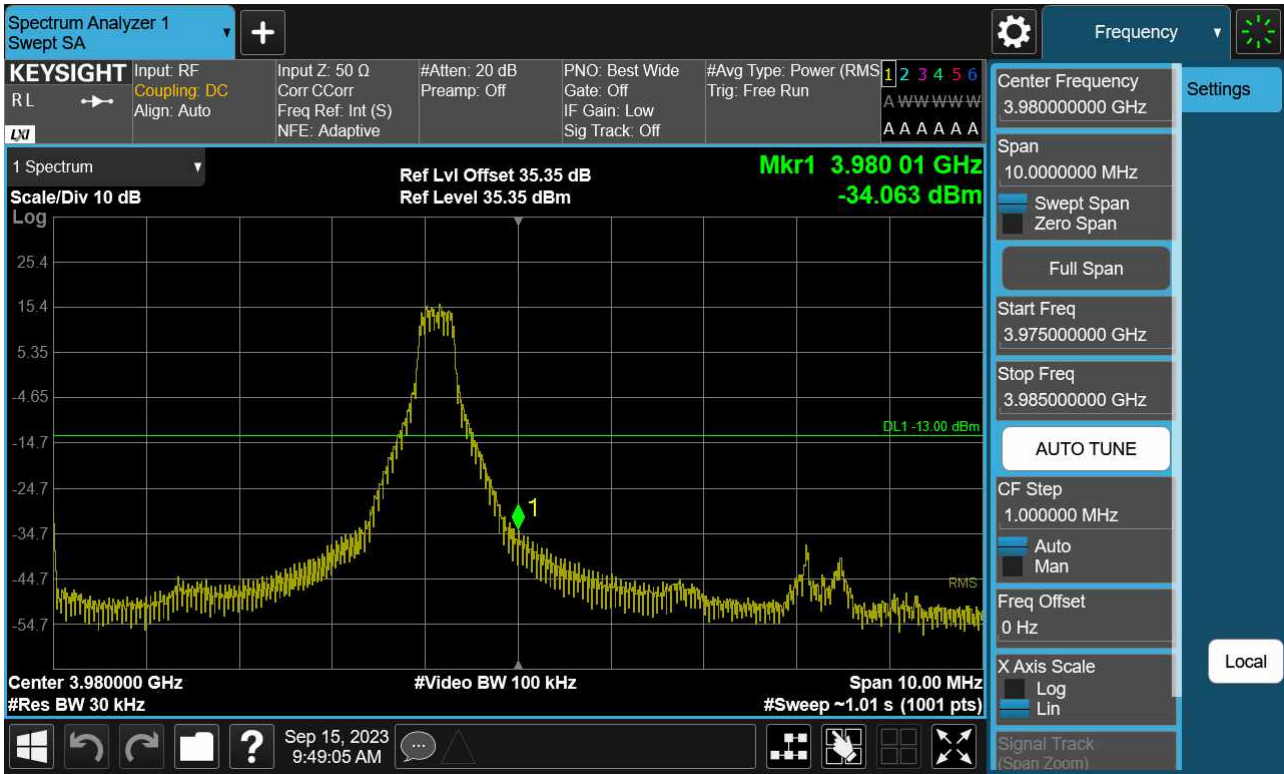 Spectrum Analyzer 1
Swept SA
+
Frequency
KEYSIGHT
R L
LXI
Input: RF
Coupling: DC
Align: Auto
Input Z: 50 Ω
Corr CCorr
Freq Ref: Int (S)
NFE: Adaptive
#Atten: 20 dB
Preamp: Off
PNO: Best Wide
Gate: Off
IF Gain: Low
Sig Track: Off
#Avg Type: Power (RMS
Trig: Free Run
1 2 3 4 5 6
A W W W W W
A A A A A A
1 Spectrum
Scale/Div 10 dB
Log
Ref Lvl Offset 35.35 dB
Ref Level 35.35 dBm
Mkr1 3.980 01 GHz
-34.063 dBm
25.4
15.4
5.35
-4.65
-14.7
-24.7
-34.7
-44.7
-54.7
DL1 -13.00 dBm
1
RMS
Center 3.980000 GHz
#Res BW 30 kHz
#Video BW 100 kHz
Span 10.00 MHz
#Sweep ~1.01 s (1001 pts)
Center Frequency
3.980000000 GHz
Settings
Span
10.0000000 MHz
Swept Span
Zero Span
Full Span
Start Freq
3.975000000 GHz
Stop Freq
3.985000000 GHz
AUTO TUNE
CF Step
1.000000 MHz
Auto
Man
Freq Offset
0 Hz
X Axis Scale
Log
Lin
Local
Signal Track
(Span Zoom)
?
Sep 15, 2023
9:49:05 AM